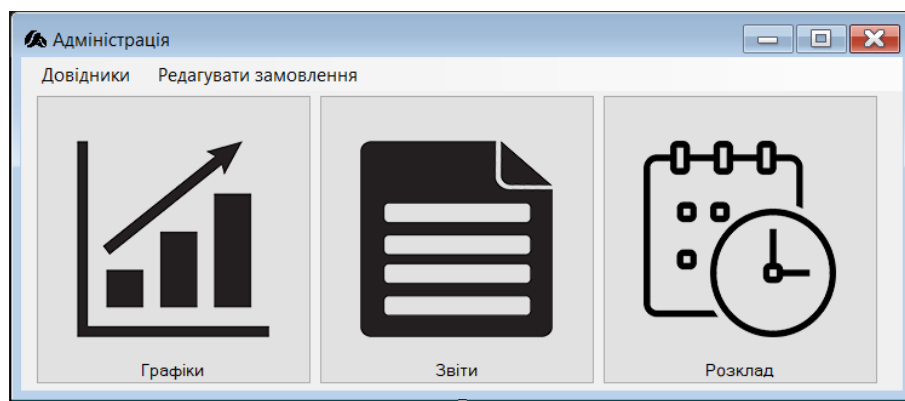 Адміністрація
Довідники Редагувати замовлення
Графіки Звіти Розклад